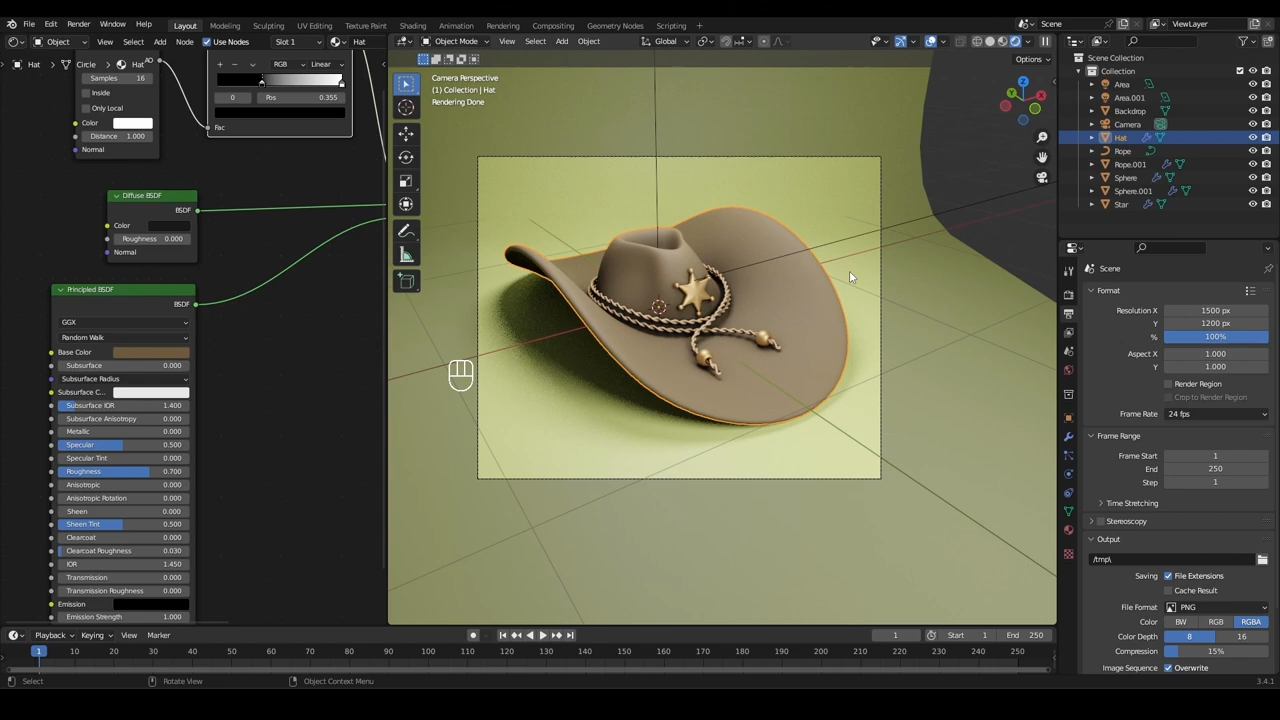 File Edit Render Window Help Layout Modeling Sculpting UV Editing Texture Paint Shading Animation Rendering Compositing Geometry Nodes Scripting Scene ViewLayer
Object View Select Add Node Use Nodes Slot 1 Hat
Object Mode View Select Add Object Global
Options
Hat Circle Hat AO
Samples 16
Inside
Only Local
Color
Distance 1.000
Normal
RGB Linear
0 Pos 0.355
Fac
Diffuse BSDF
BSDF
Color
Roughness 0.000
Normal
Principled BSDF
BSDF
GGX
Random Walk
Base Color
Subsurface 0.000
Subsurface Radius
Subsurface C...
Subsurface IOR 1.400
Subsurface Anisotropy 0.000
Metallic 0.000
Specular 0.500
Specular Tint 0.000
Roughness 0.700
Anisotropic 0.000
Anisotropic Rotation 0.000
Sheen 0.000
Sheen Tint 0.500
Clearcoat 0.000
Clearcoat Roughness 0.030
IOR 1.450
Transmission 0.000
Transmission Roughness 0.000
Emission
Emission Strength 1.000
Camera Perspective
(1) Collection | Hat
Rendering Done
Z
Scene Collection
Collection
Area
Area.001
Backdrop
Camera
Hat
Rope
Rope.001
Sphere
Sphere.001
Star
Scene
Format
Resolution X 1500 px
Y 1200 px
% 100%
Aspect X 1.000
Y 1.000
Render Region
Crop to Render Region
Frame Rate 24 fps
Frame Range
Frame Start 1
End 250
Step 1
Time Stretching
Stereoscopy
Output
/tmp\
Saving File Extensions
Cache Result
File Format PNG
Color BW RGB RGBA
Color Depth 8 16
Compression 15%
Image Sequence Overwrite
Playback Keying View Marker 1 Start 1 End 250
1 10 20 30 40 50 60 70 80 90 100 110 120 130 140 150 160 170 180 190 200 210 220 230 240 250
Select Rotate View Object Context Menu 3.4.1